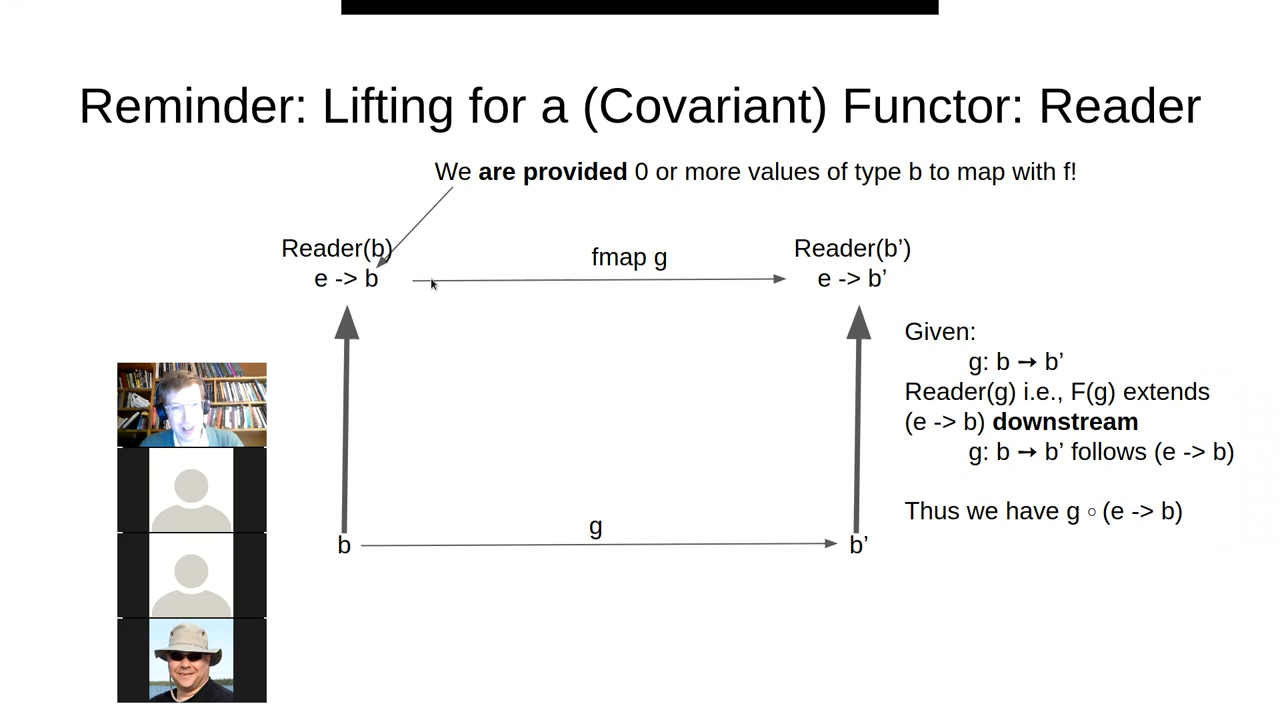 Reminder: Lifting for a (Covariant) Functor: Reader
We are provided 0 or more values of type b to map with f!
Reader(b)
e -> b
fmap g
Reader(b’)
e -> b’
Given:
g: b ➞ b’
Reader(g) i.e., F(g) extends
(e -> b) downstream
g: b ➞ b’ follows (e -> b)
Thus we have g ∘ (e -> b)
g
b
b’